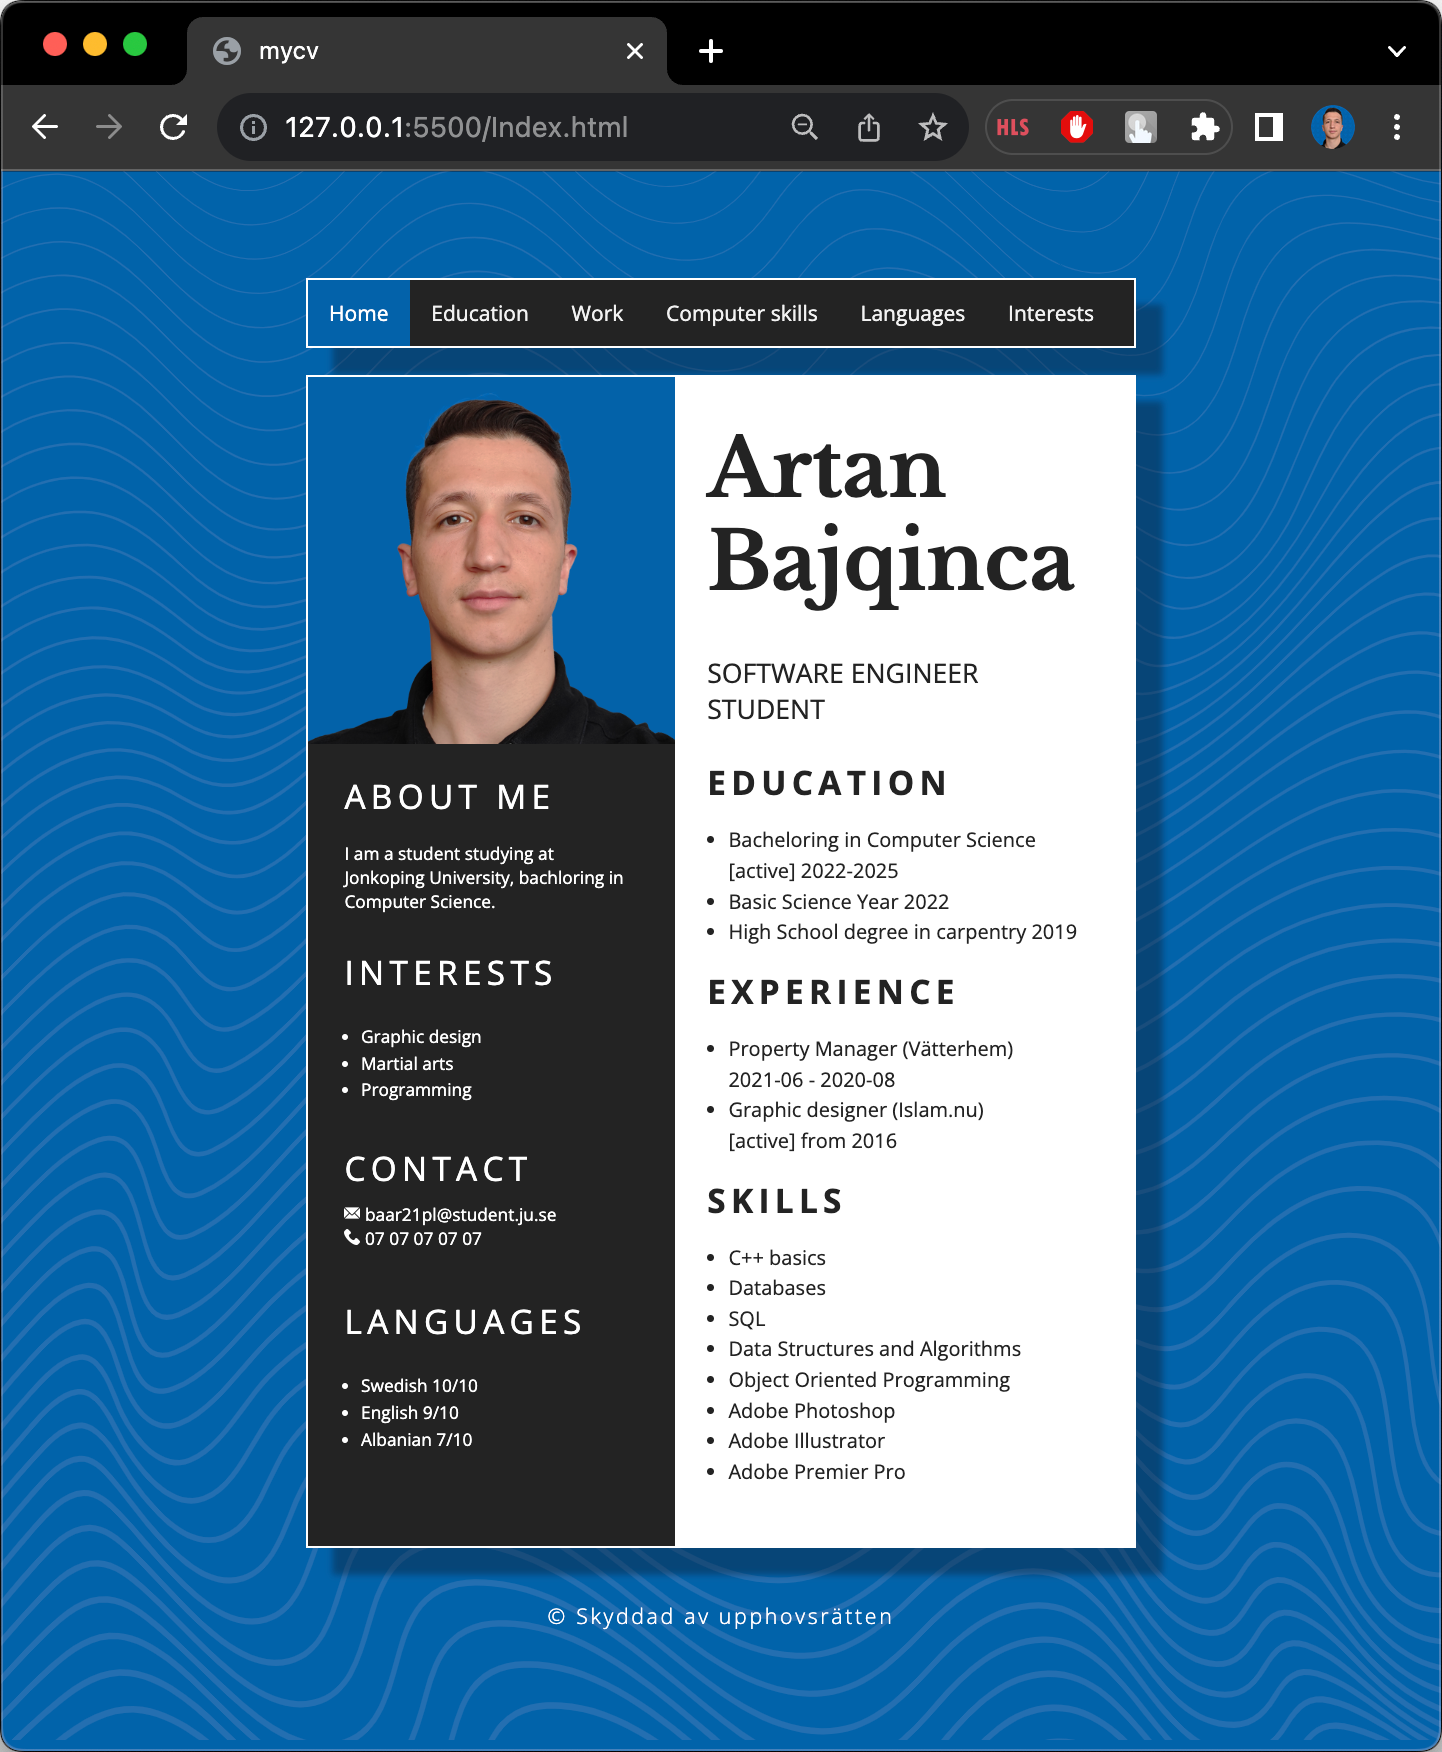 mycv
127.0.0.1:5500/Index.html
HLS
Home Education Work Computer skills Languages Interests
Artan
Bajqinca
SOFTWARE ENGINEER
STUDENT
ABOUT ME
I am a student studying at
Jonkoping University, bachloring in
Computer Science.
INTERESTS
• Graphic design
• Martial arts
• Programming
CONTACT
baar21pl@student.ju.se
07 07 07 07 07
LANGUAGES
• Swedish 10/10
• English 9/10
• Albanian 7/10
EDUCATION
• Bacheloring in Computer Science
[active] 2022-2025
• Basic Science Year 2022
• High School degree in carpentry 2019
EXPERIENCE
• Property Manager (Vätterhem)
2021-06 - 2020-08
• Graphic designer (Islam.nu)
[active] from 2016
SKILLS
• C++ basics
• Databases
• SQL
• Data Structures and Algorithms
• Object Oriented Programming
• Adobe Photoshop
• Adobe Illustrator
• Adobe Premier Pro
© Skyddad av upphovsrätten